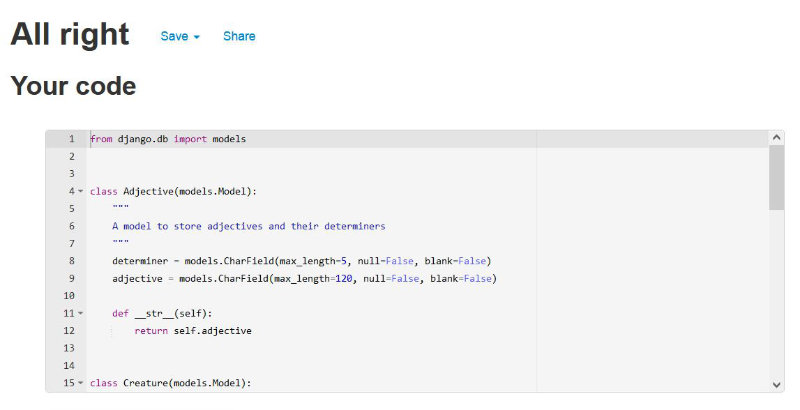 All right Save Share
Your code
1 from django.db import models
2
3
4 class Adjective(models.Model):
5 """
6 A model to store adjectives and their determiners
7 """
8 determiner = models.CharField(max_length=5, null=False, blank=False)
9 adjective = models.CharField(max_length=120, null=False, blank=False)
10
11 def __str__(self):
12 return self.adjective
13
14
15 class Creature(models.Model):